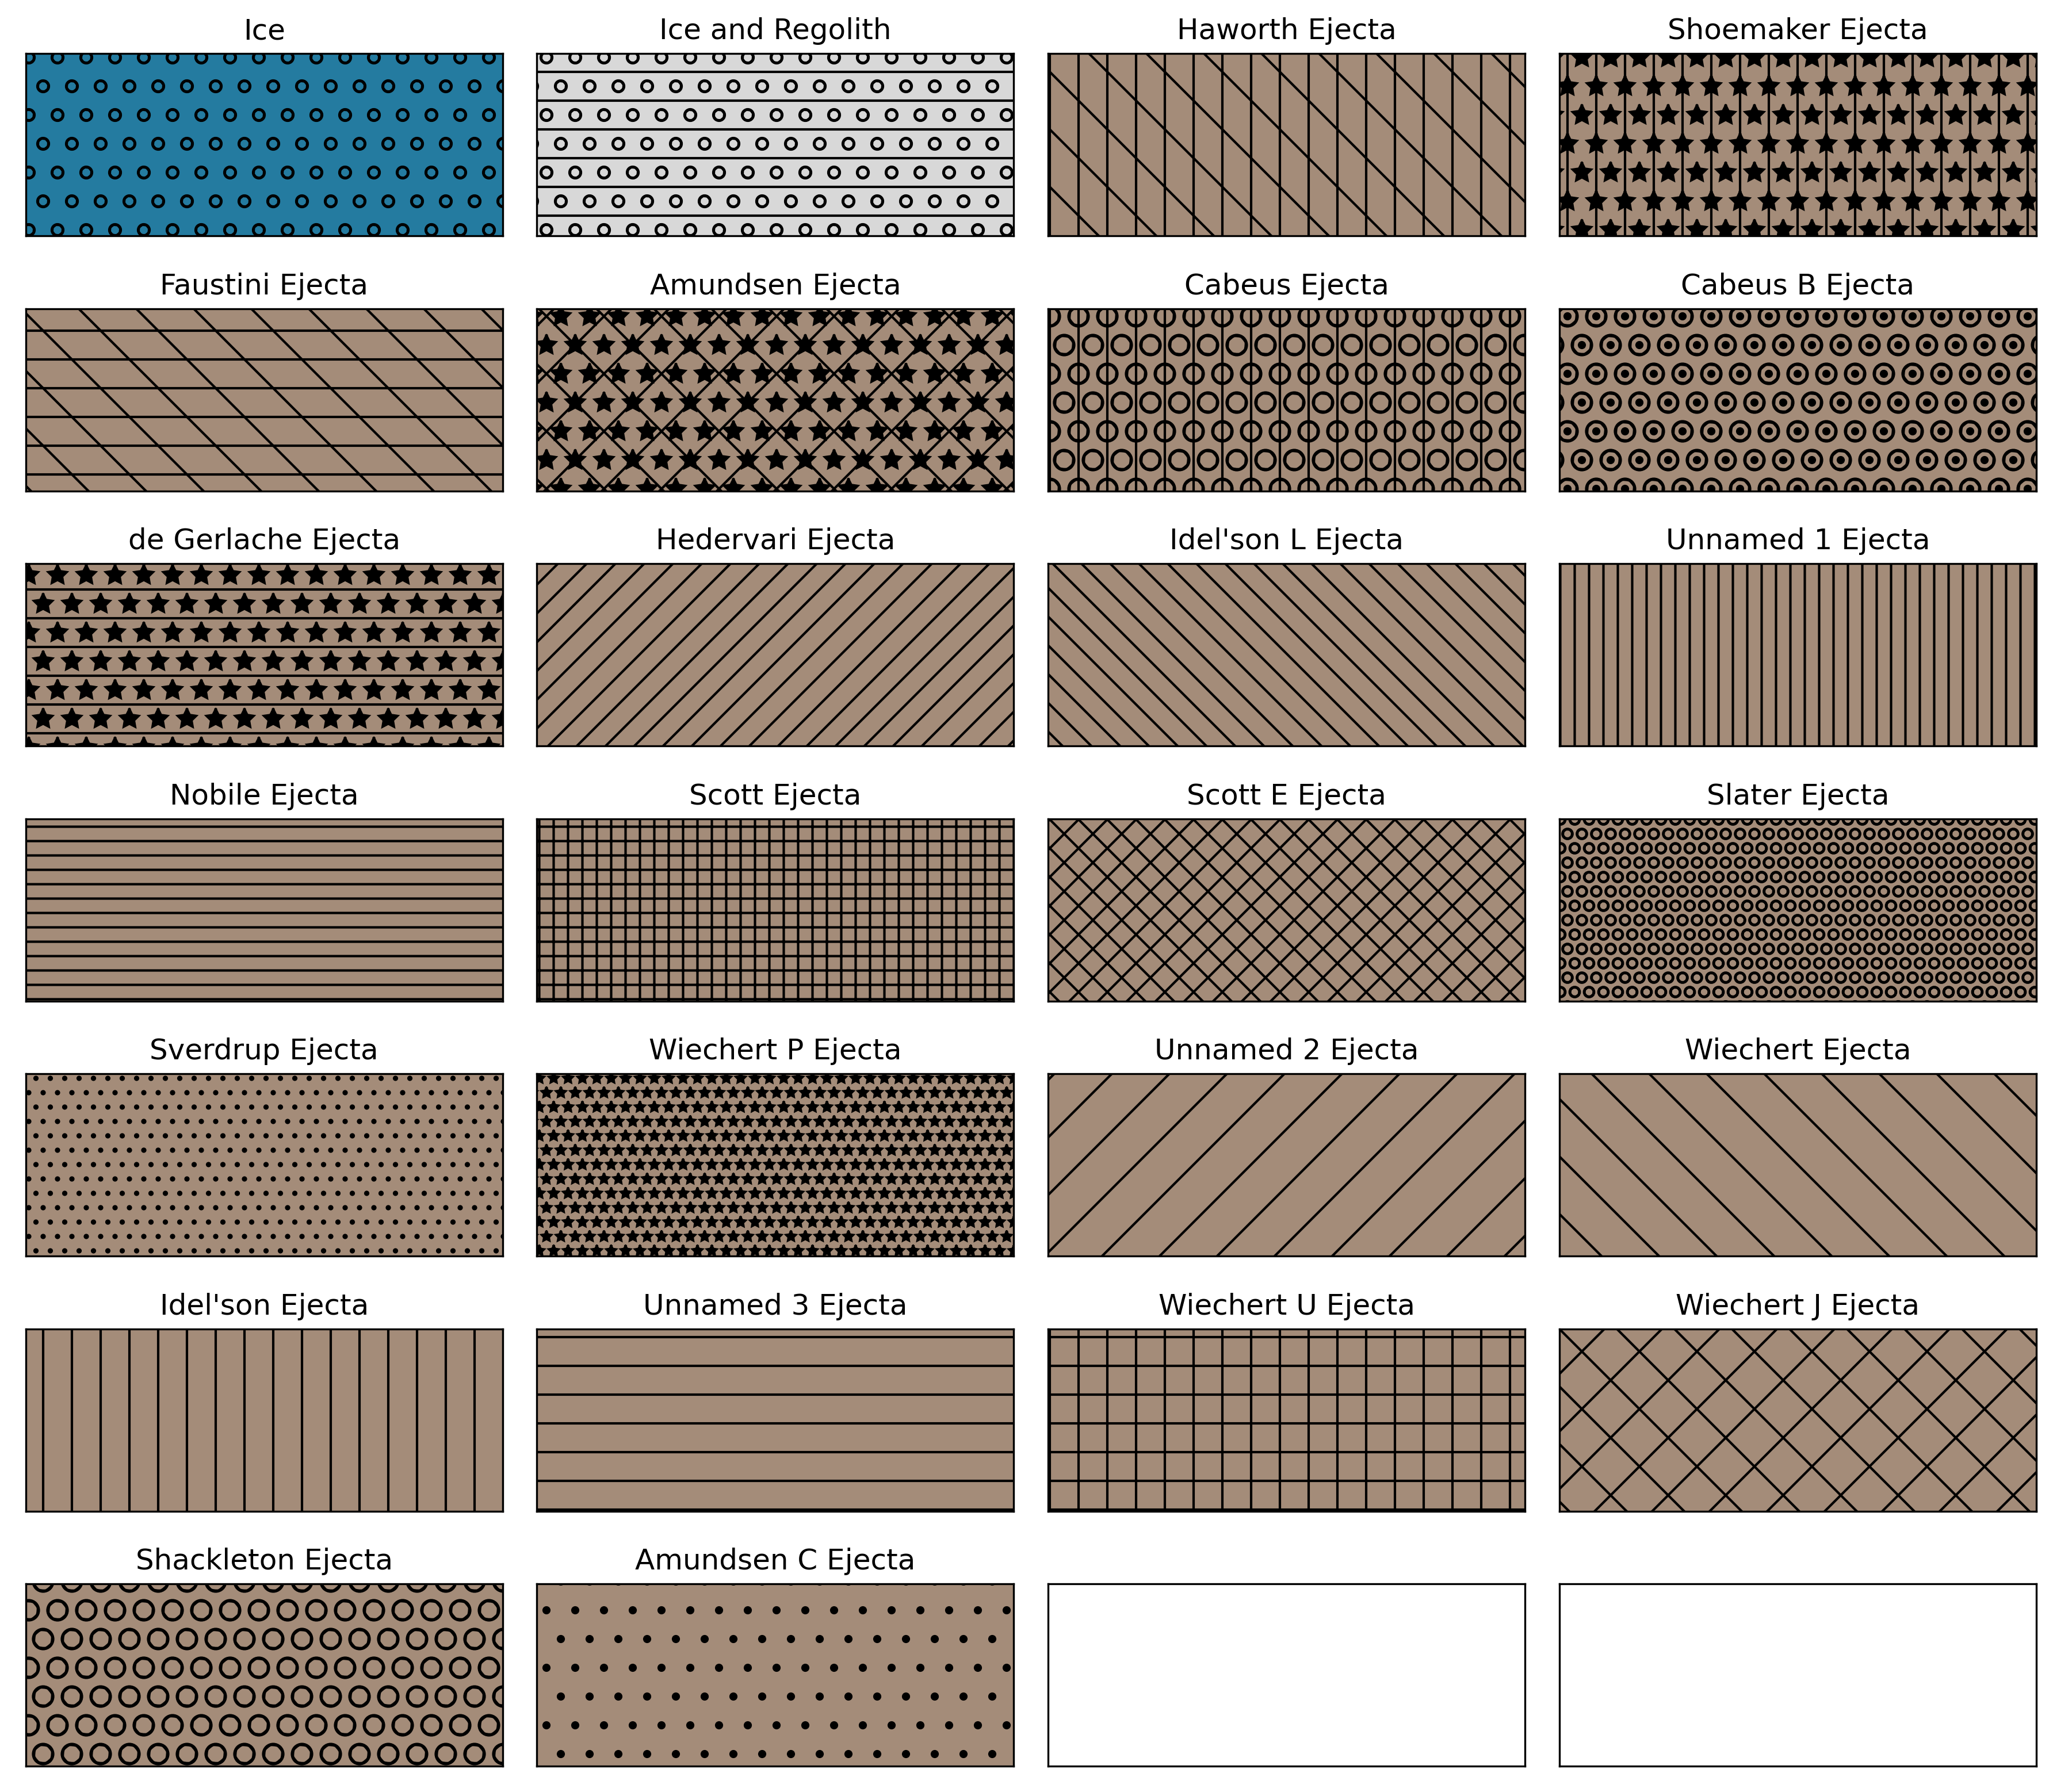 Ice
Ice and Regolith
Haworth Ejecta
Shoemaker Ejecta
Faustini Ejecta
Amundsen Ejecta
Cabeus Ejecta
Cabeus B Ejecta
de Gerlache Ejecta
Hedervari Ejecta
Idel'son L Ejecta
Unnamed 1 Ejecta
Nobile Ejecta
Scott Ejecta
Scott E Ejecta
Slater Ejecta
Sverdrup Ejecta
Wiechert P Ejecta
Unnamed 2 Ejecta
Wiechert Ejecta
Idel'son Ejecta
Unnamed 3 Ejecta
Wiechert U Ejecta
Wiechert J Ejecta
Shackleton Ejecta
Amundsen C Ejecta